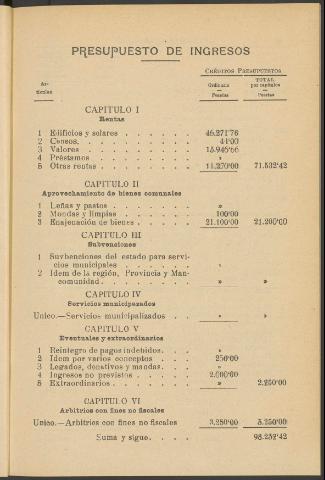 PRESUPUESTO DE INGRESOS
CRÉDITOS PRESUPUESTOS
Ar-
tículos
Ordinario
Pesetas
TOTAL
por capítulos
Pesetas
CAPITULO I
Rentas
1 Edificios y solares . . . . . . . . 46.271'76
2 Censos. . . . . . . . . . 44'00
3 Valores . . . . . . . . . 13.946'66
4 Préstamos . . . . . . . . »
5 Otras rentas . . . . . . . . 11.270'00 71.532'42
CAPITULO II
Aprovechamiento de bienes comunales
1 Leñas y pastos . . . . . . . »
2 Mondas y limpias . . . . . . . 100'00
3 Enajenación de bienes . . . . . . 21.100'00 21.200'00
CAPITULO III
Subvenciones
1 Subvenciones del estado para servi-
cios municipales . . . . . . »
2 Idem de la región, Provincia y Man-
comunidad. . . . . . . . » »
CAPITULO IV
Servicios municipazados
Unico.—Servicios municipalizados . . . » »
CAPITULO V
Eventuales y extraordinarios
1 Reintegro de pagos indebidos. . . . »
2 Idem por varios conceptos . . . . 250'00
3 Legados, donativos y mandas. . . . »
4 Ingresos no previstos . . . . . 2.000'00
5 Extraordinarios . . . . . . . » 2.250'00
CAPITULO VI
Arbitrios con fines no fiscales
Unico.—Arbitrios con fines no fiscales 3.250'00 3.250'00
Suma y sigue. . . . 98.232'42